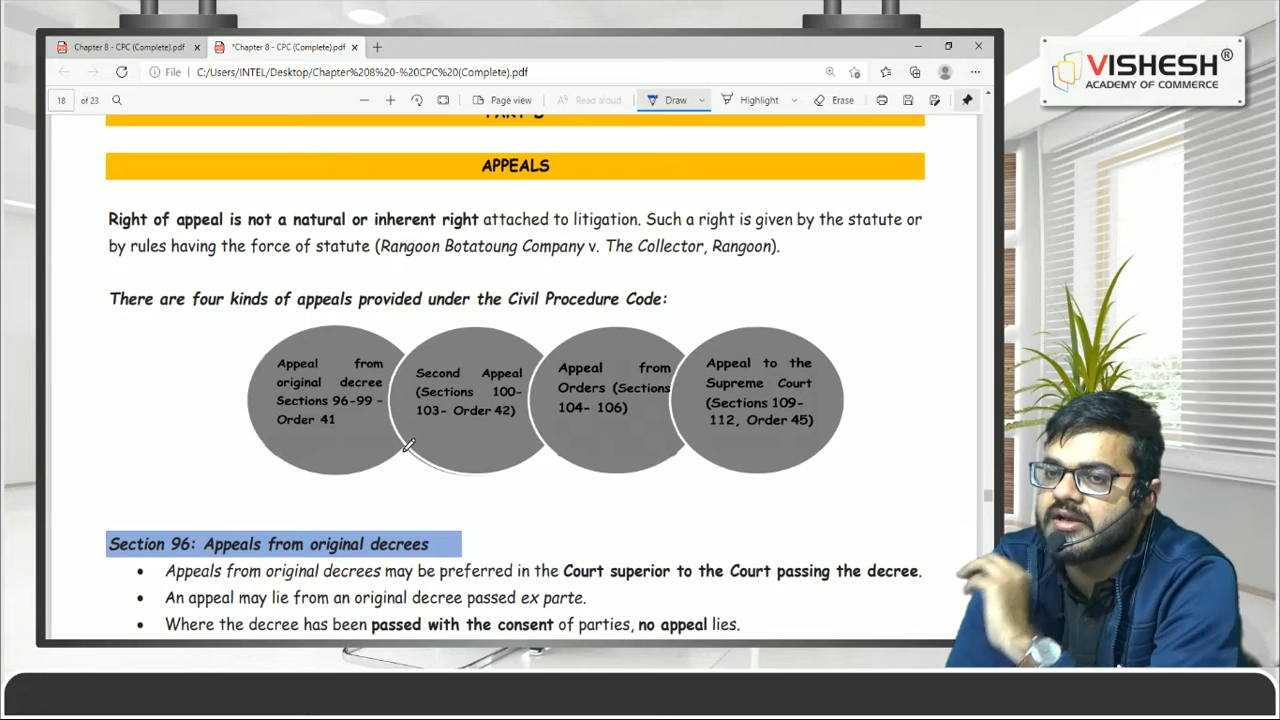 Chapter 8 - CPC (Complete).pdf
*Chapter 8 - CPC (Complete).pdf
File C:/Users/INTEL/Desktop/Chapter%208%20-%20CPC%20(Complete).pdf
18 of 23
Page view
Read aloud
Draw
Highlight
Erase
VISHESH®
ACADEMY OF COMMERCE
APPEALS
Right of appeal is not a natural or inherent right attached to litigation. Such a right is given by the statute or
by rules having the force of statute (Rangoon Botatoung Company v. The Collector, Rangoon).
There are four kinds of appeals provided under the Civil Procedure Code:
Appeal from
original decree
Sections 96-99 -
Order 41
Second Appeal
(Sections 100-
103- Order 42)
Appeal from
Orders (Sections
104- 106)
Appeal to the
Supreme Court
(Sections 109-
112, Order 45)
Section 96: Appeals from original decrees
• Appeals from original decrees may be preferred in the Court superior to the Court passing the decree.
• An appeal may lie from an original decree passed ex parte.
• Where the decree has been passed with the consent of parties, no appeal lies.